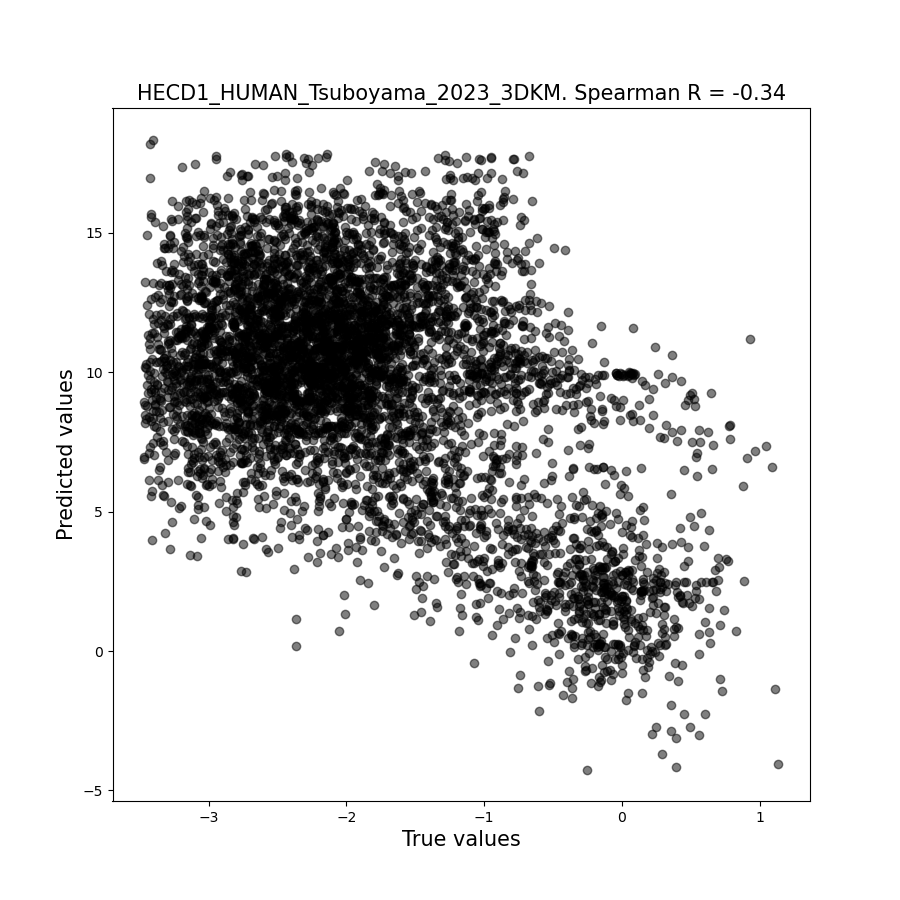 HECD1_HUMAN_Tsuboyama_2023_3DKM. Spearman R = -0.34
15
10
5
0
−5
Predicted values
−3 −2 −1 0 1
True values